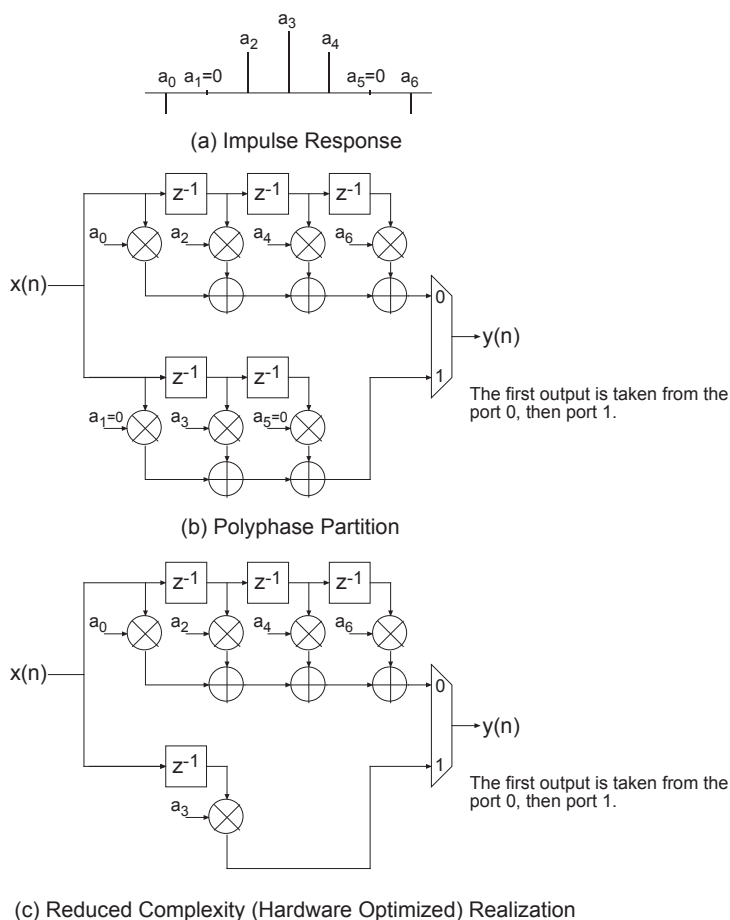 a3
a2
a4
a0 a1=0
a5=0 a6
(a) Impulse Response
z-1 z-1 z-1
a0 a2 a4 a6
x(n)
0
y(n)
z-1 z-1
1
The first output is taken from the
port 0, then port 1.
a1=0 a3 a5=0
(b) Polyphase Partition
z-1 z-1 z-1
a0 a2 a4 a6
x(n)
0
y(n)
z-1
1
The first output is taken from the
port 0, then port 1.
a3
(c) Reduced Complexity (Hardware Optimized) Realization